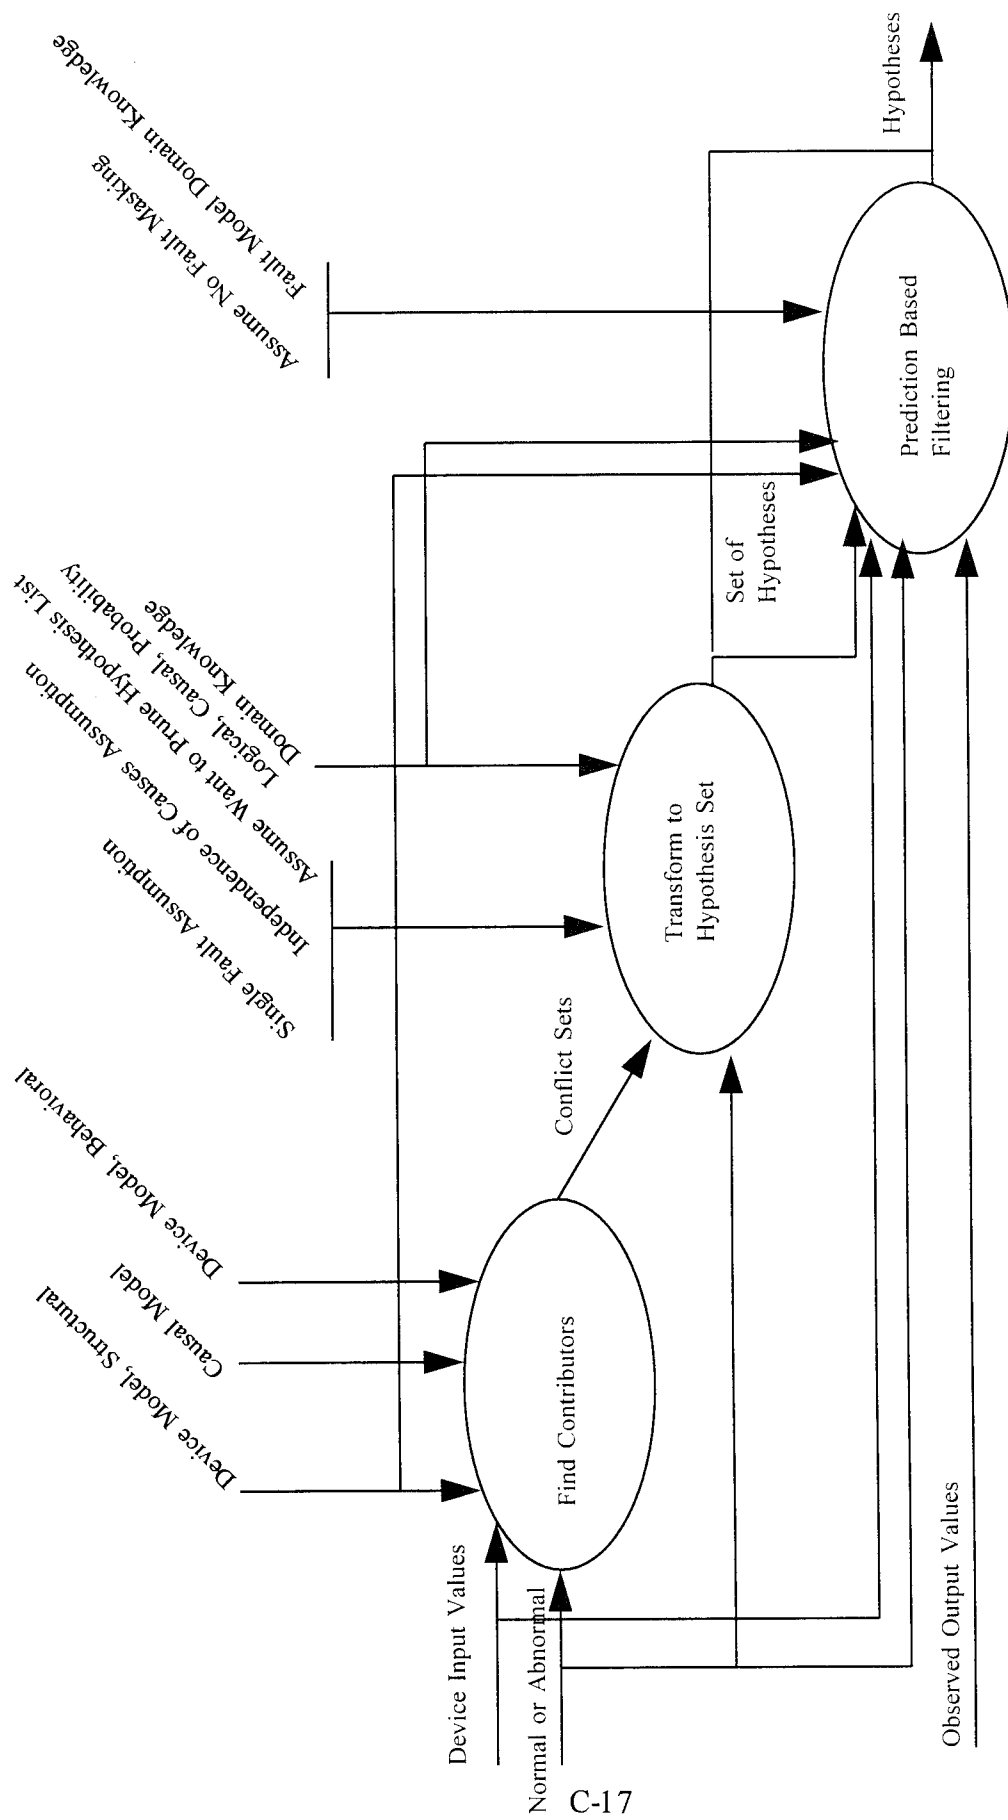 Device Model, Structural
Causal Model
Device Model, Behavioral
Single Fault Assumption
Independence of Causes Assumption
Assume Want to Prune Hypothesis List
Logical, Causal, Probability
Domain Knowledge
Assume No Fault Masking
Fault Model Domain Knowledge
Device Input Values
Normal or Abnormal
Find Contributors
Conflict Sets
Transform to
Hypothesis Set
Set of
Hypotheses
Prediction Based
Filtering
Hypotheses
Observed Output Values
C-17